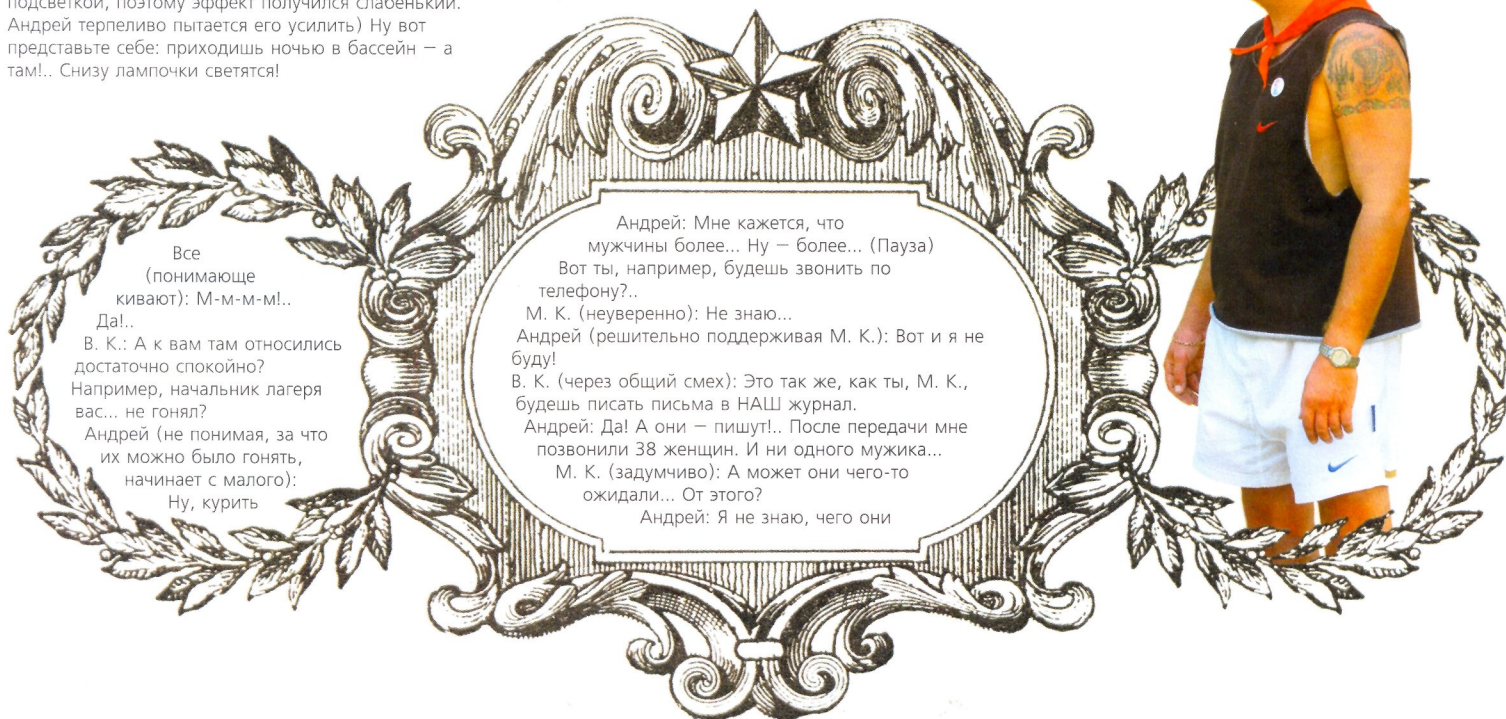 подсветкой, поэтому эффект получился слабенький.
Андрей терпеливо пытается его усилить) Ну вот
представьте себе: приходишь ночью в бассейн — а
там!.. Снизу лампочки светятся!
Все
(понимающе
кивают): М-м-м-м!..
Да!..
В. К.: А к вам там относились
достаточно спокойно?
Например, начальник лагеря
вас... не гонял?
Андрей (не понимая, за что
их можно было гонять,
начинает с малого):
Ну, курить
Андрей: Мне кажется, что
мужчины более... Ну — более... (Пауза)
Вот ты, например, будешь звонить по
телефону?..
М. К. (неуверенно): Не знаю...
Андрей (решительно поддерживая М. К.): Вот и я не
буду!
В. К. (через общий смех): Это так же, как ты, М. К.,
будешь писать письма в НАШ журнал.
Андрей: Да! А они — пишут!.. После передачи мне
позвонили 38 женщин. И ни одного мужика...
М. К. (задумчиво): А может они чего-то
ожидали... От этого?
Андрей: Я не знаю, чего они